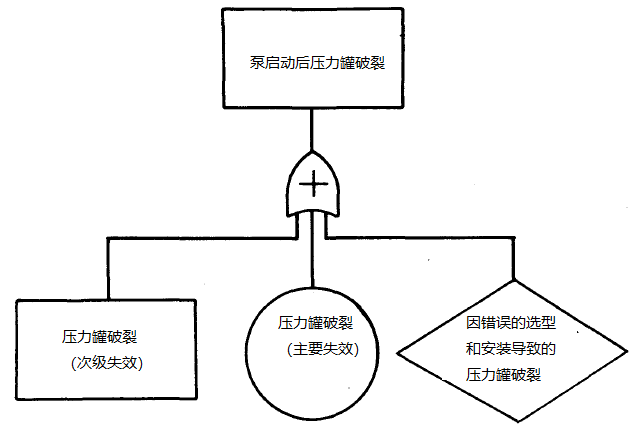 泵启动后压力罐破裂
+
压力罐破裂
(次级失效)
压力罐破裂
(主要失效)
因错误的选型
和安装导致的
压力罐破裂